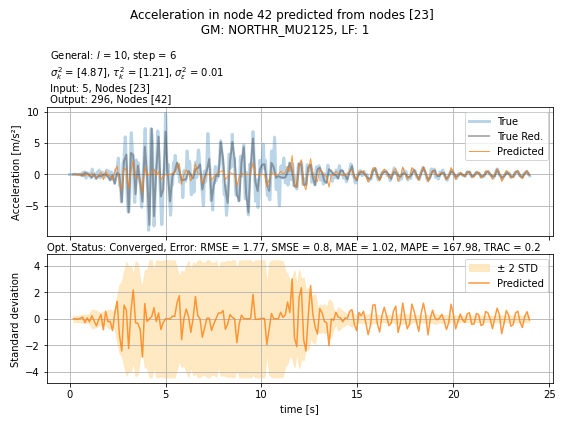 Acceleration in node 42 predicted from nodes [23]
GM: NORTHR_MU2125, LF: 1
General: l = 10, step = 6
σ²ₖ = [4.87], τ²ₖ = [1.21], σ²ε = 0.01
Input: 5, Nodes [23]
Output: 296, Nodes [42]
10
5
0
−5
Acceleration [m/s²]
True
True Red.
Predicted
Opt. Status: Converged, Error: RMSE = 1.77, SMSE = 0.8, MAE = 1.02, MAPE = 167.98, TRAC = 0.2
4
2
0
−2
−4
Standard deviation
± 2 STD
Predicted
0 5 10 15 20 25
time [s]